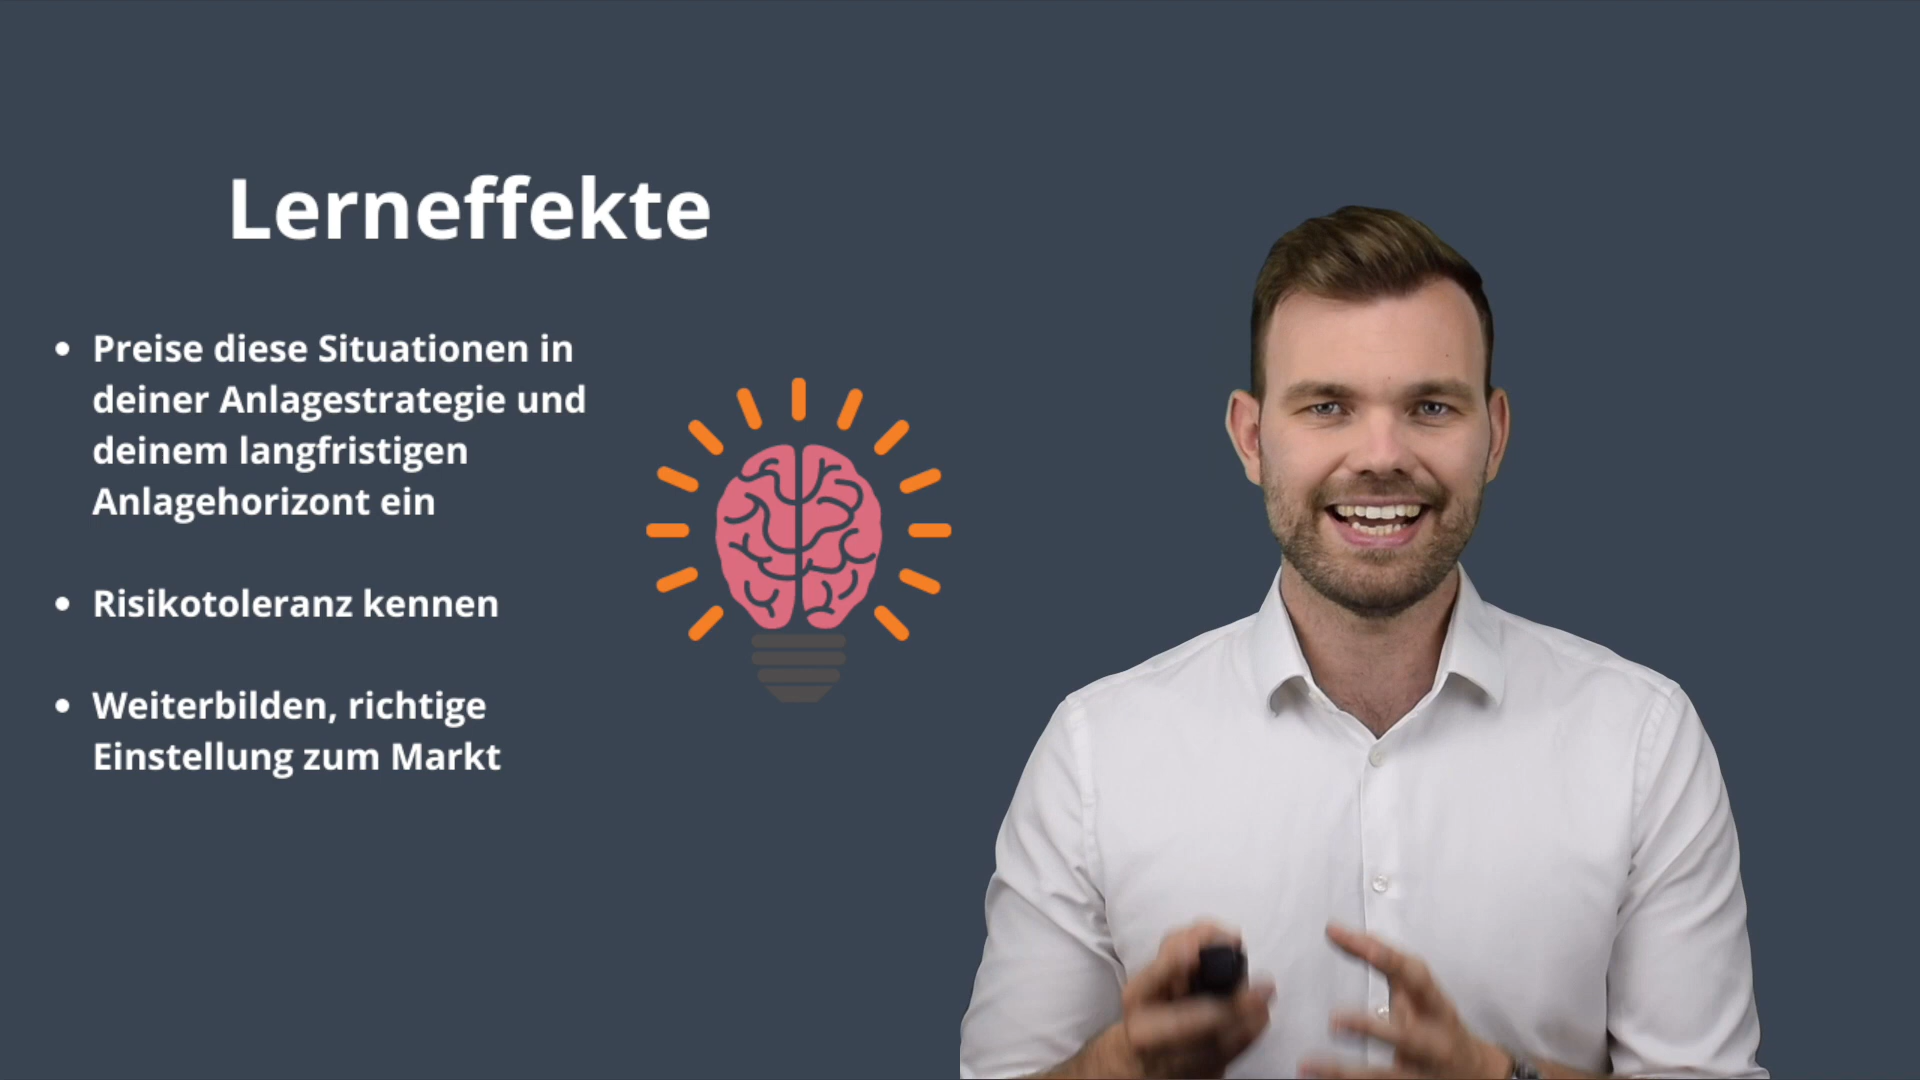 Lerneffekte
• Preise diese Situationen in
deiner Anlagestrategie und
deinem langfristigen
Anlagehorizont ein
• Risikotoleranz kennen
• Weiterbilden, richtige
Einstellung zum Markt